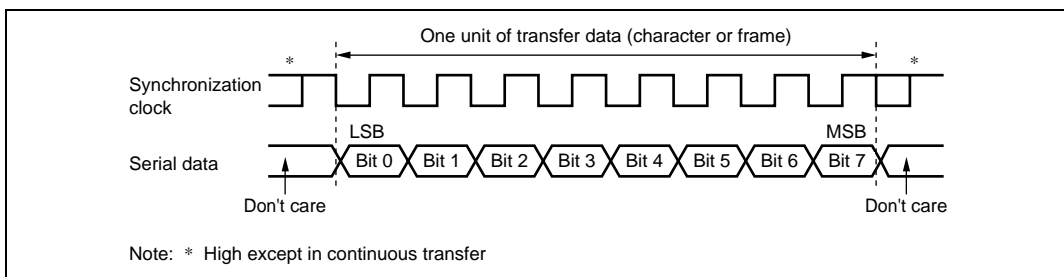 One unit of transfer data (character or frame)
* *
Synchronization
clock
LSB MSB
Serial data Bit 0 Bit 1 Bit 2 Bit 3 Bit 4 Bit 5 Bit 6 Bit 7
Don't care Don't care
Note: * High except in continuous transfer